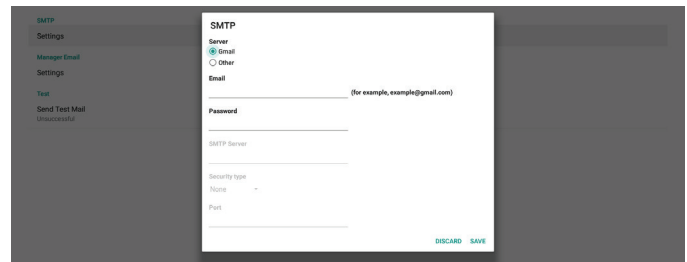 SMTP
Settings
Manager Email
Settings
Test
Send Test Mail
Unsuccessful
SMTP
Server
Gmail
Other
Email
(for example, example@gmail.com)
Password
SMTP Server
Security type
None
Port
DISCARD SAVE